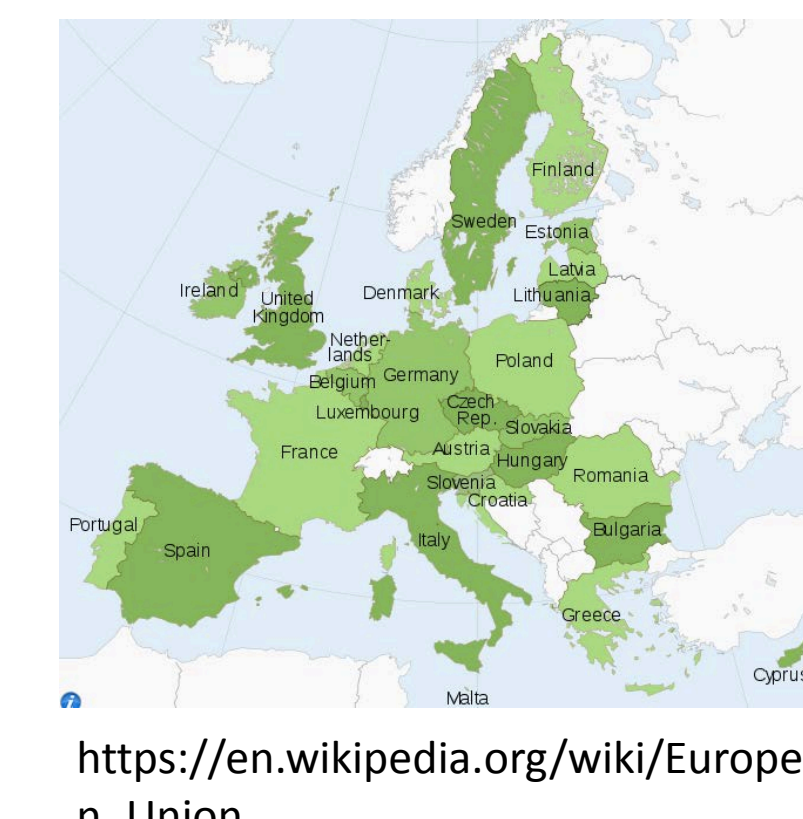 Finland
Sweden
Estonia
Latvia
Lithuania
Denmark
Ireland
United
Kingdom
Nether-
lands
Belgium
Germany
Poland
Luxembourg
Czech
Rep.
Slovakia
France
Austria
Hungary
Romania
Slovenia
Croatia
Portugal
Spain
Italy
Bulgaria
Greece
Cyprus
Malta
i
https://en.wikipedia.org/wiki/Europe
n_Union